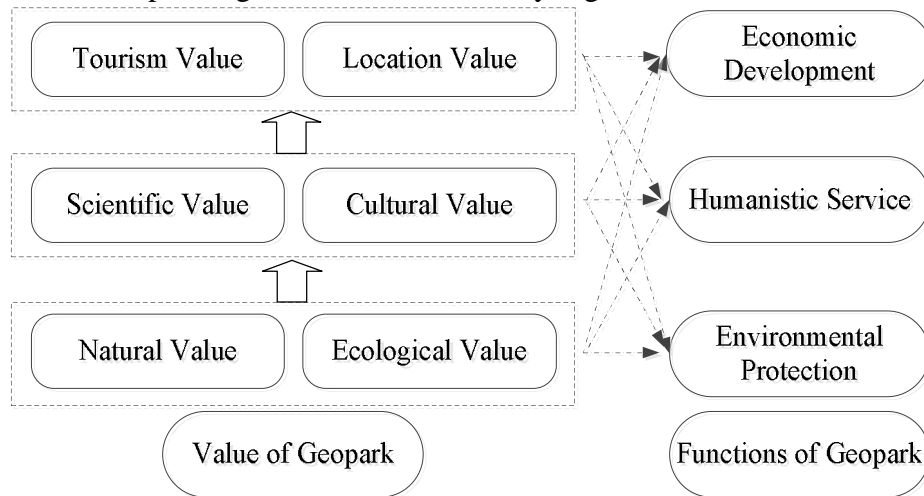 Tourism Value
Location Value
Economic
Development
Scientific Value
Cultural Value
Humanistic Service
Natural Value
Ecological Value
Environmental
Protection
Value of Geopark
Functions of Geopark